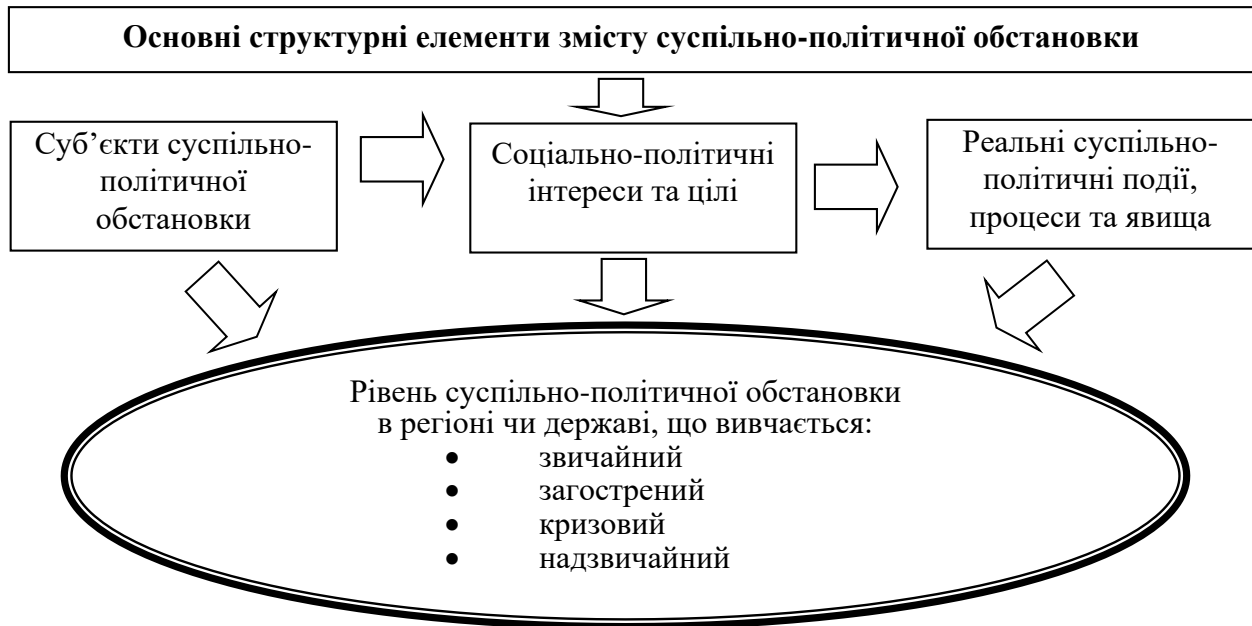 Основні структурні елементи змісту суспільно-політичної обстановки
Суб’єкти суспільно-
політичної
обстановки
Соціально-політичні
інтереси та цілі
Реальні суспільно-
політичні події,
процеси та явища
Рівень суспільно-політичної обстановки
в регіоні чи державі, що вивчається:
• звичайний
• загострений
• кризовий
• надзвичайний